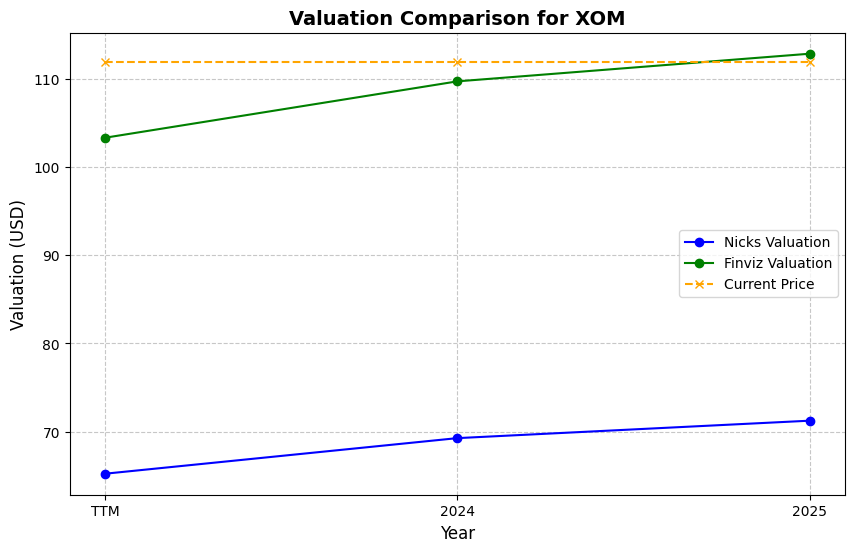 Valuation Comparison for XOM
Valuation (USD)
110
100
90
80
70
Nicks Valuation
Finviz Valuation
Current Price
TTM
2024
2025
Year